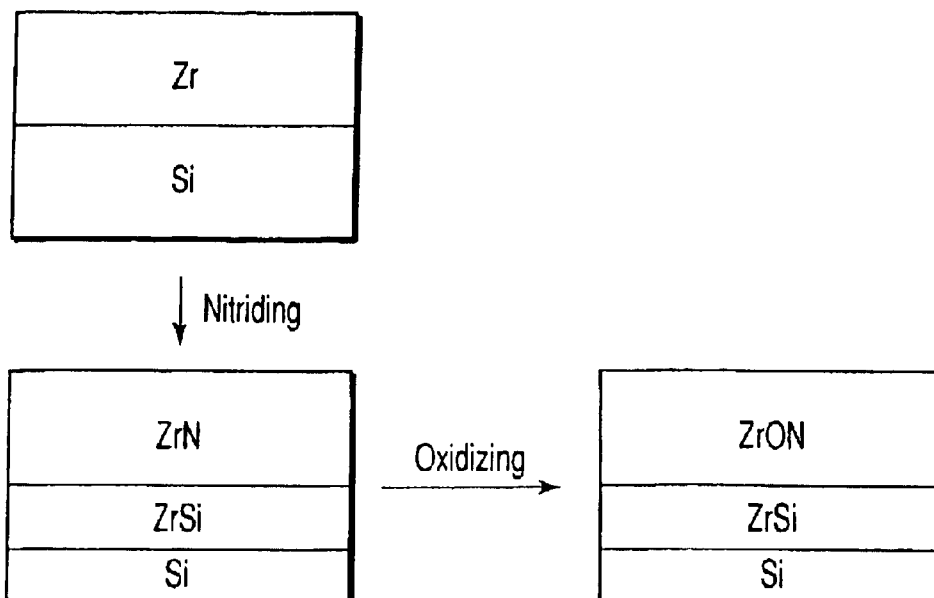 Zr
Si
Nitriding
ZrN
ZrSi
Si
Oxidizing
ZrON
ZrSi
Si